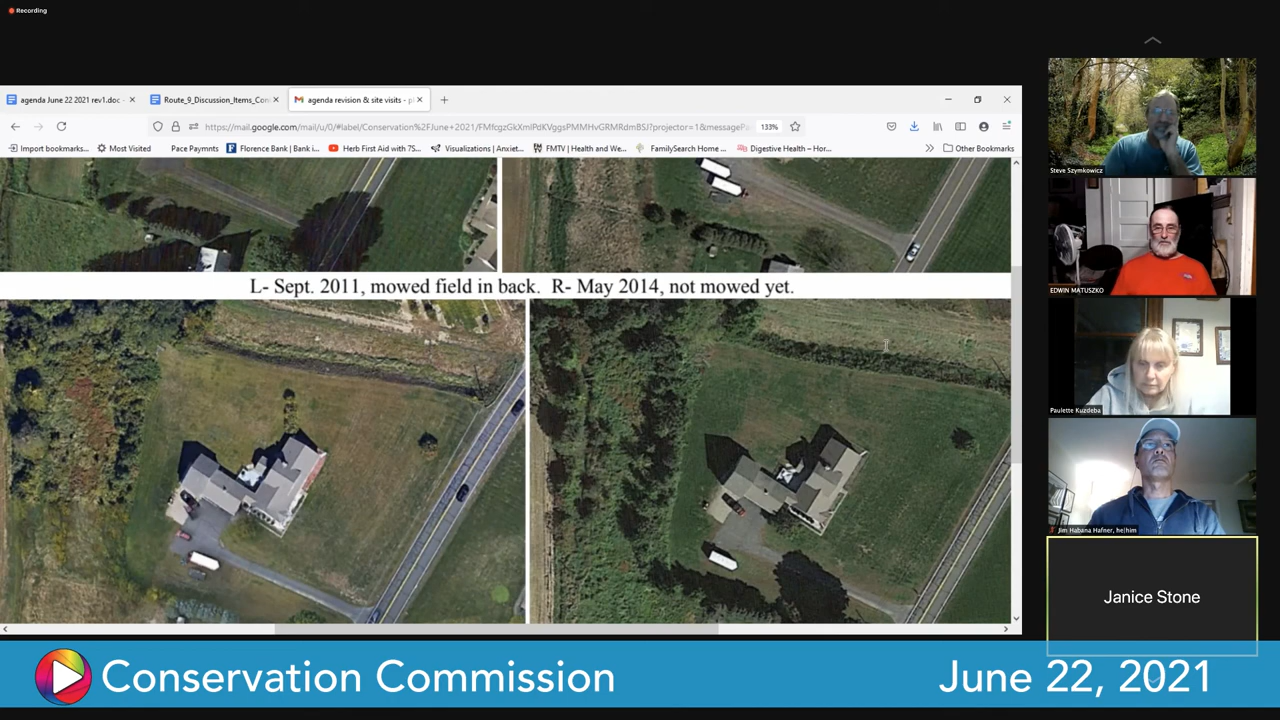 Recording
agenda June 22 2021 rev1.doc -
Route_9_Discussion_Items_Con
agenda revision & site visits - pl
https://mail.google.com/mail/u/0/#label/Conservation%2FJune+2021/FMfcgzGkXmlPdKVggsPMMHvGRMRdmBSJ?projector=1&messagePa
133%
Import bookmarks...
Most Visited
Pace Paymnts
Florence Bank | Bank i...
Herb First Aid with 7S...
Visualizations | Anxiet...
FMTV | Health and We...
FamilySearch Home ...
Digestive Health – Hor...
Other Bookmarks
L- Sept. 2011, mowed field in back. R- May 2014, not mowed yet.
Steve Szymkowicz
EDWIN MATUSZKO
Paulette Kuzdeba
Jim Habana Hafner, he|him
Janice Stone
Conservation Commission
June 22, 2021